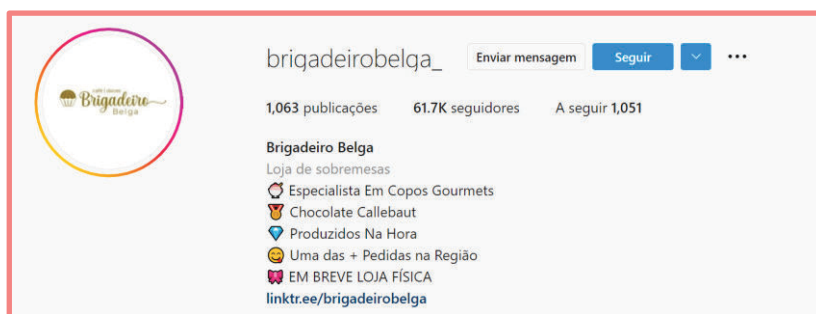 brigadeirobelga_ Enviar mensagem Seguir
café | doces
Brigadeiro
Belga
1,063 publicações 61.7K seguidores A seguir 1,051
Brigadeiro Belga
Loja de sobremesas
Especialista Em Copos Gourmets
Chocolate Callebaut
Produzidos Na Hora
Uma das + Pedidas na Região
EM BREVE LOJA FÍSICA
linktr.ee/brigadeirobelga